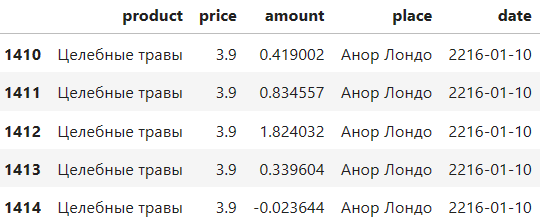 product price amount place date
1410 Целебные травы 3.9 0.419002 Анор Лондо 2216-01-10
1411 Целебные травы 3.9 0.834557 Анор Лондо 2216-01-10
1412 Целебные травы 3.9 1.824032 Анор Лондо 2216-01-10
1413 Целебные травы 3.9 0.339604 Анор Лондо 2216-01-10
1414 Целебные травы 3.9 -0.023644 Анор Лондо 2216-01-10